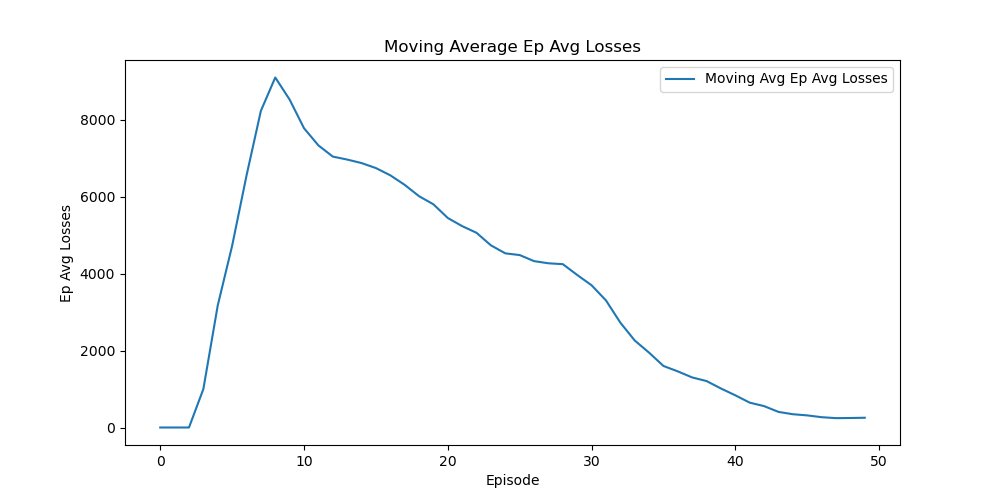 Moving Average Ep Avg Losses
Moving Avg Ep Avg Losses
Ep Avg Losses
8000
6000
4000
2000
0
0 10 20 30 40 50
Episode